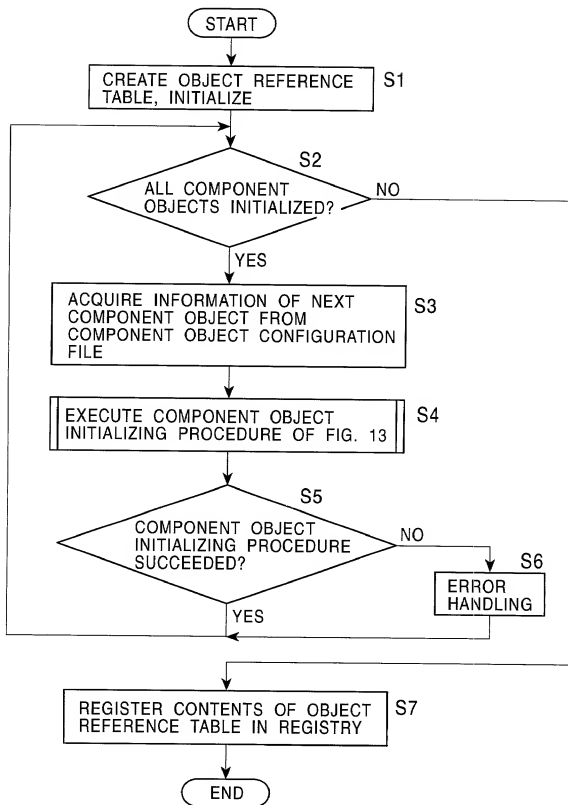 START
CREATE OBJECT REFERENCE
TABLE, INITIALIZE
S1
S2
ALL COMPONENT
OBJECTS INITIALIZED?
NO
YES
ACQUIRE INFORMATION OF NEXT
COMPONENT OBJECT FROM
COMPONENT OBJECT CONFIGURATION
FILE
S3
EXECUTE COMPONENT OBJECT
INITIALIZING PROCEDURE OF FIG. 13
S4
S5
COMPONENT OBJECT
INITIALIZING PROCEDURE
SUCCEEDED?
NO
S6
ERROR
HANDLING
YES
REGISTER CONTENTS OF OBJECT
REFERENCE TABLE IN REGISTRY
S7
END